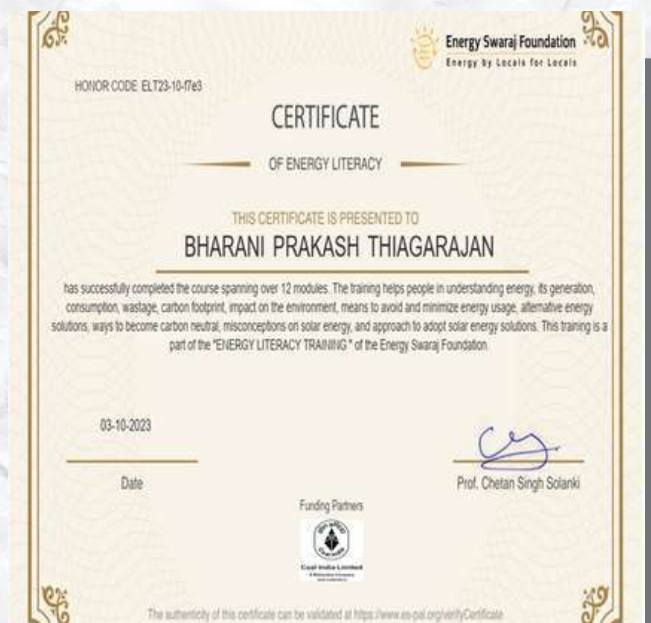 Energy Swaraj Foundation
Energy by Locals for Locals
HONOR CODE ELT23-10-f7e3
CERTIFICATE
OF ENERGY LITERACY
THIS CERTIFICATE IS PRESENTED TO
BHARANI PRAKASH THIAGARAJAN
has successfully completed the course spanning over 12 modules. The training helps people in understanding energy, its generation,
consumption, wastage, carbon footprint, impact on the environment, means to avoid and minimize energy usage, alternative energy
solutions, ways to become carbon neutral, misconceptions on solar energy, and approach to adopt solar energy solutions. This training is a
part of the "ENERGY LITERACY TRAINING " of the Energy Swaraj Foundation.
03-10-2023
Date
Prof. Chetan Singh Solanki
Funding Partners
Coal India Limited
The authenticity of this certificate can be validated at https://www.es-pal.org/verifyCertificate